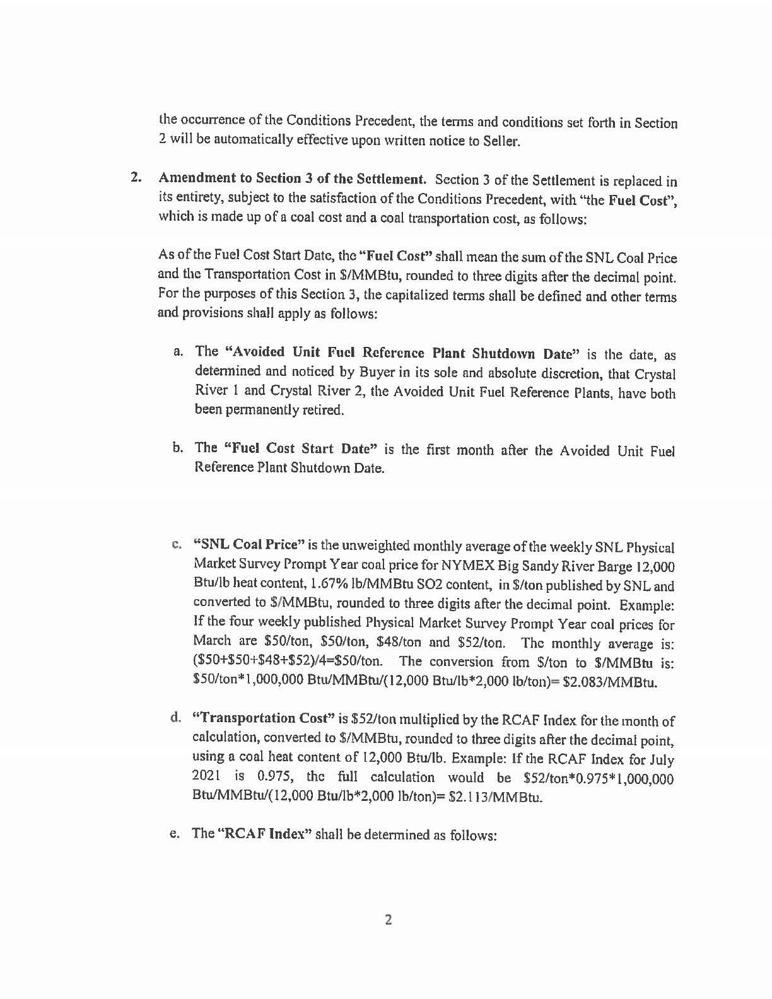 the occurrence of the Conditions Precedent, the terms and conditions set forth in Section
2 will be automatically effective upon written notice to Seller.
2. Amendment to Section 3 of the Settlement. Section 3 of the Settlement is replaced in
its entirety, subject to the satisfaction of the Conditions Precedent, with “the Fuel Cost”,
which is made up of a coal cost and a coal transportation cost, as follows:
As of the Fuel Cost Start Date, the “Fuel Cost” shall mean the sum of the SNL Coal Price
and the Transportation Cost in $/MMBtu, rounded to three digits after the decimal point.
For the purposes of this Section 3, the capitalized terms shall be defined and other terms
and provisions shall apply as follows:
a. The “Avoided Unit Fuel Reference Plant Shutdown Date” is the date, as
determined and noticed by Buyer in its sole and absolute discretion, that Crystal
River 1 and Crystal River 2, the Avoided Unit Fuel Reference Plants, have both
been permanently retired.
b. The “Fuel Cost Start Date” is the first month after the Avoided Unit Fuel
Reference Plant Shutdown Date.
c. “SNL Coal Price” is the unweighted monthly average of the weekly SNL Physical
Market Survey Prompt Year coal price for NYMEX Big Sandy River Barge 12,000
Btu/lb heat content, 1.67% lb/MMBtu SO2 content, in $/ton published by SNL and
converted to $/MMBtu, rounded to three digits after the decimal point. Example:
If the four weekly published Physical Market Survey Prompt Year coal prices for
March are $50/ton, $50/ton, $48/ton and $52/ton. The monthly average is:
($50+$50+$48+$52)/4=$50/ton. The conversion from $/ton to $/MMBtu is:
$50/ton*1,000,000 Btu/MMBtu/(12,000 Btu/lb*2,000 lb/ton)= $2.083/MMBtu.
d. “Transportation Cost” is $52/ton multiplied by the RCAF Index for the month of
calculation, converted to $/MMBtu, rounded to three digits after the decimal point,
using a coal heat content of 12,000 Btu/lb. Example: If the RCAF Index for July
2021 is 0.975, the full calculation would be $52/ton*0.975*1,000,000
Btu/MMBtu/(12,000 Btu/lb*2,000 lb/ton)= $2.113/MMBtu.
e. The “RCAF Index” shall be determined as follows:
2